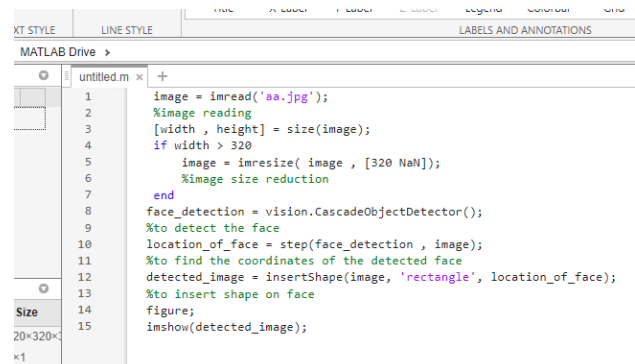 XT STYLE
LINE STYLE
LABELS AND ANNOTATIONS
MATLAB Drive >
untitled.m × +
1 image = imread('aa.jpg');
2 %image reading
3 [width , height] = size(image);
4 if width > 320
5 image = imresize( image , [320 NaN]);
6 %image size reduction
7 end
8 face_detection = vision.CascadeObjectDetector();
9 %to detect the face
10 location_of_face = step(face_detection , image);
11 %to find the coordinates of the detected face
12 detected_image = insertShape(image, 'rectangle', location_of_face);
13 %to insert shape on face
14 figure;
15 imshow(detected_image);
Size
20×320×3
×1